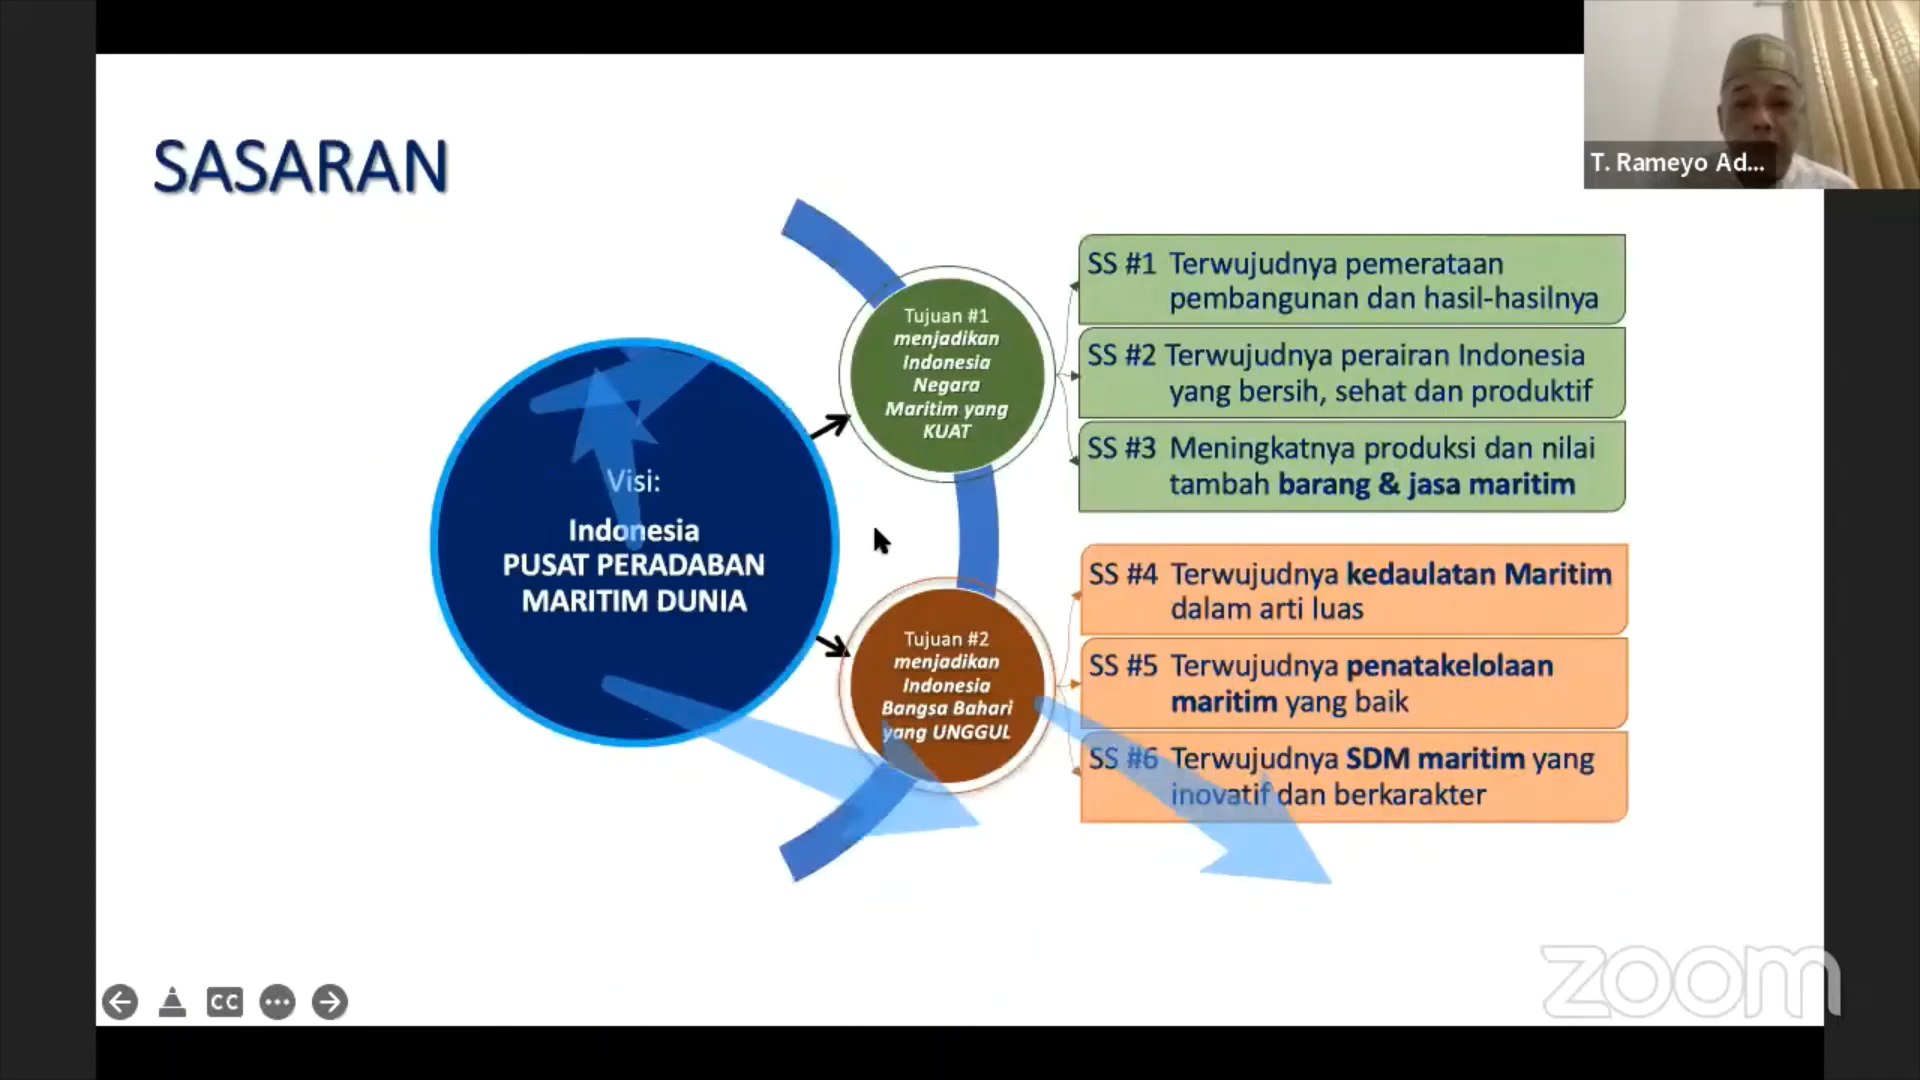 SASARAN
T. Rameyo Ad...
Visi:
Indonesia
PUSAT PERADABAN
MARITIM DUNIA
Tujuan #1
menjadikan
Indonesia
Negara
Maritim yang
KUAT
SS #1 Terwujudnya pemerataan
pembangunan dan hasil-hasilnya
SS #2 Terwujudnya perairan Indonesia
yang bersih, sehat dan produktif
SS #3 Meningkatnya produksi dan nilai
tambah barang & jasa maritim
Tujuan #2
menjadikan
Indonesia
Bangsa Bahari
yang UNGGUL
SS #4 Terwujudnya kedaulatan Maritim
dalam arti luas
SS #5 Terwujudnya penatakelolaan
maritim yang baik
SS #6 Terwujudnya SDM maritim yang
inovatif dan berkarakter
CC
zoom